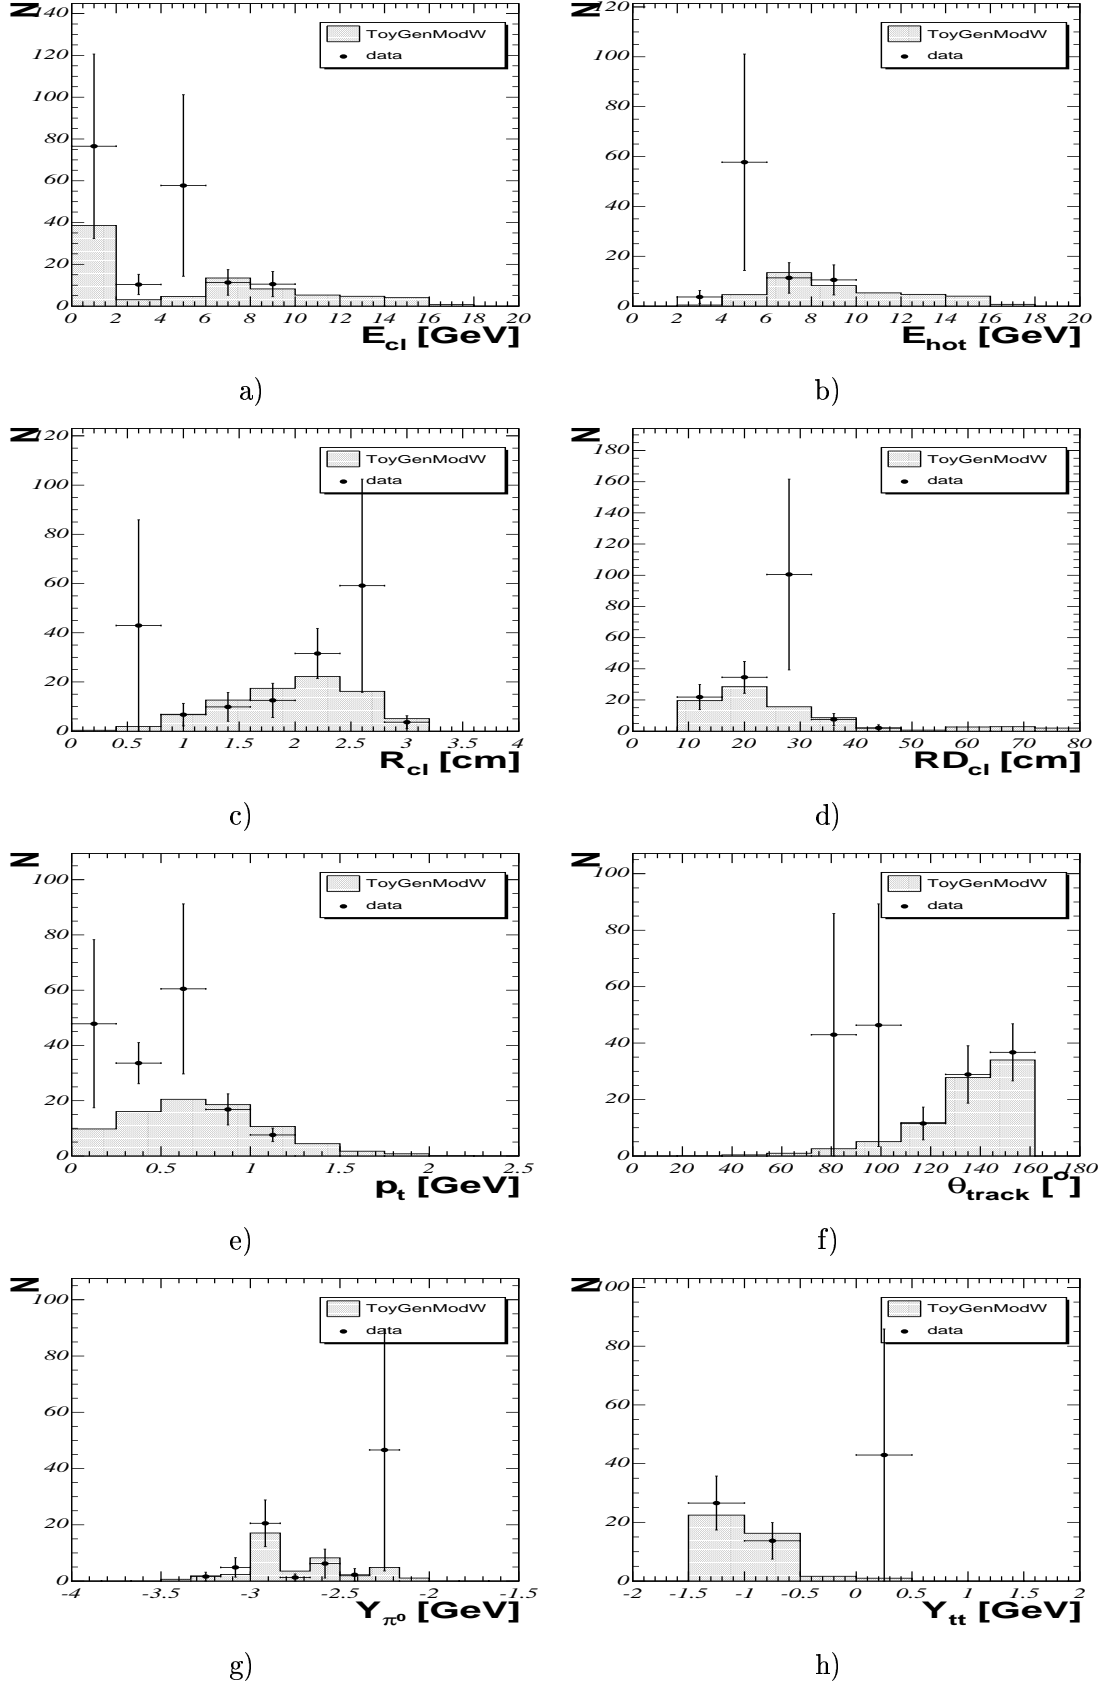 N
140
120
100
80
60
40
20
0
ToyGenModW
data
0 2 4 6 8 10 12 14 16 18 20
E_cl [GeV]
a)
N
120
100
80
60
40
20
0
ToyGenModW
data
0 2 4 6 8 10 12 14 16 18 20
E_hot [GeV]
b)
N
120
100
80
60
40
20
0
ToyGenModW
data
0 0.5 1 1.5 2 2.5 3 3.5 4
R_cl [cm]
c)
N
180
160
140
120
100
80
60
40
20
0
ToyGenModW
data
0 10 20 30 40 50 60 70 80
RD_cl [cm]
d)
N
100
80
60
40
20
0
ToyGenModW
data
0 0.5 1 1.5 2 2.5
p_t [GeV]
e)
N
100
80
60
40
20
0
ToyGenModW
data
0 20 40 60 80 100 120 140 160 180
Θ_track [°]
f)
N
100
80
60
40
20
0
ToyGenModW
data
-4 -3.5 -3 -2.5 -2 -1.5
Y_π⁰ [GeV]
g)
N
100
80
60
40
20
0
ToyGenModW
data
-2 -1.5 -1 -0.5 0 0.5 1 1.5 2
Y_tt [GeV]
h)